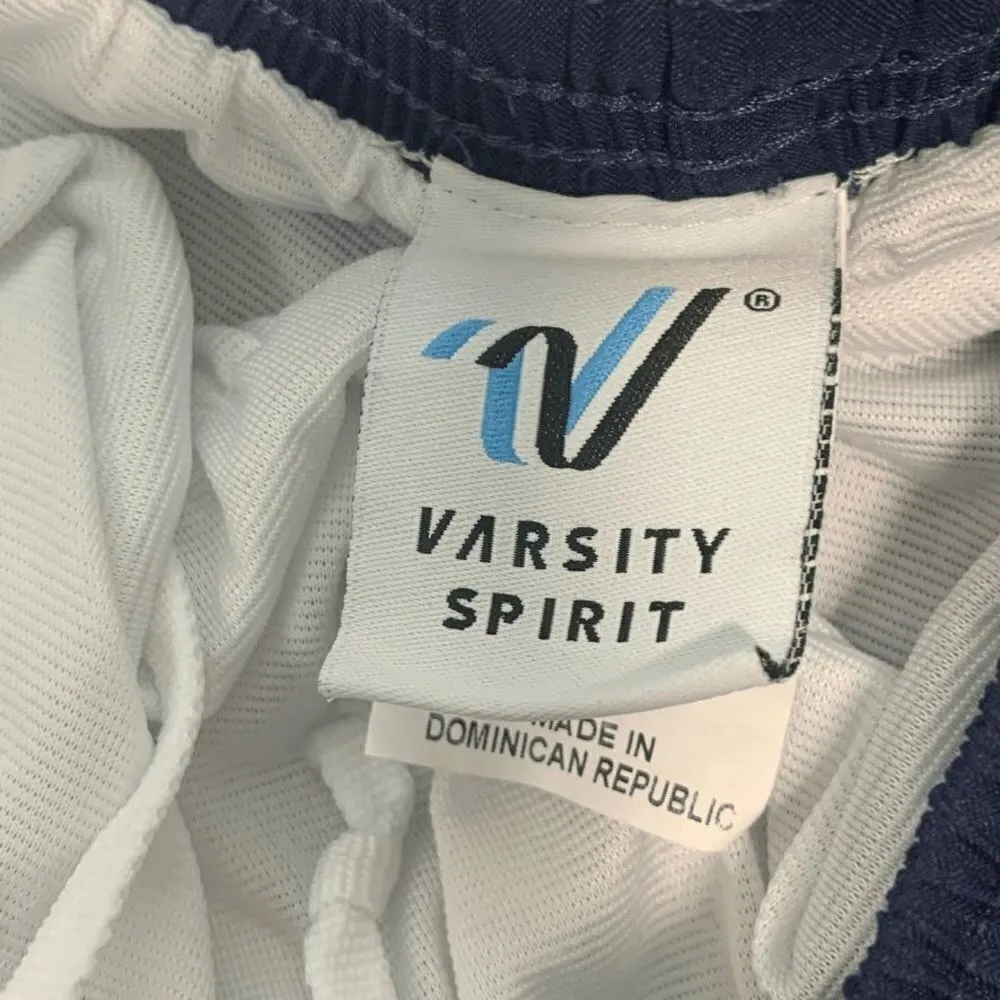 ®
VARSITY
SPIRIT
MADE IN
DOMINICAN REPUBLIC